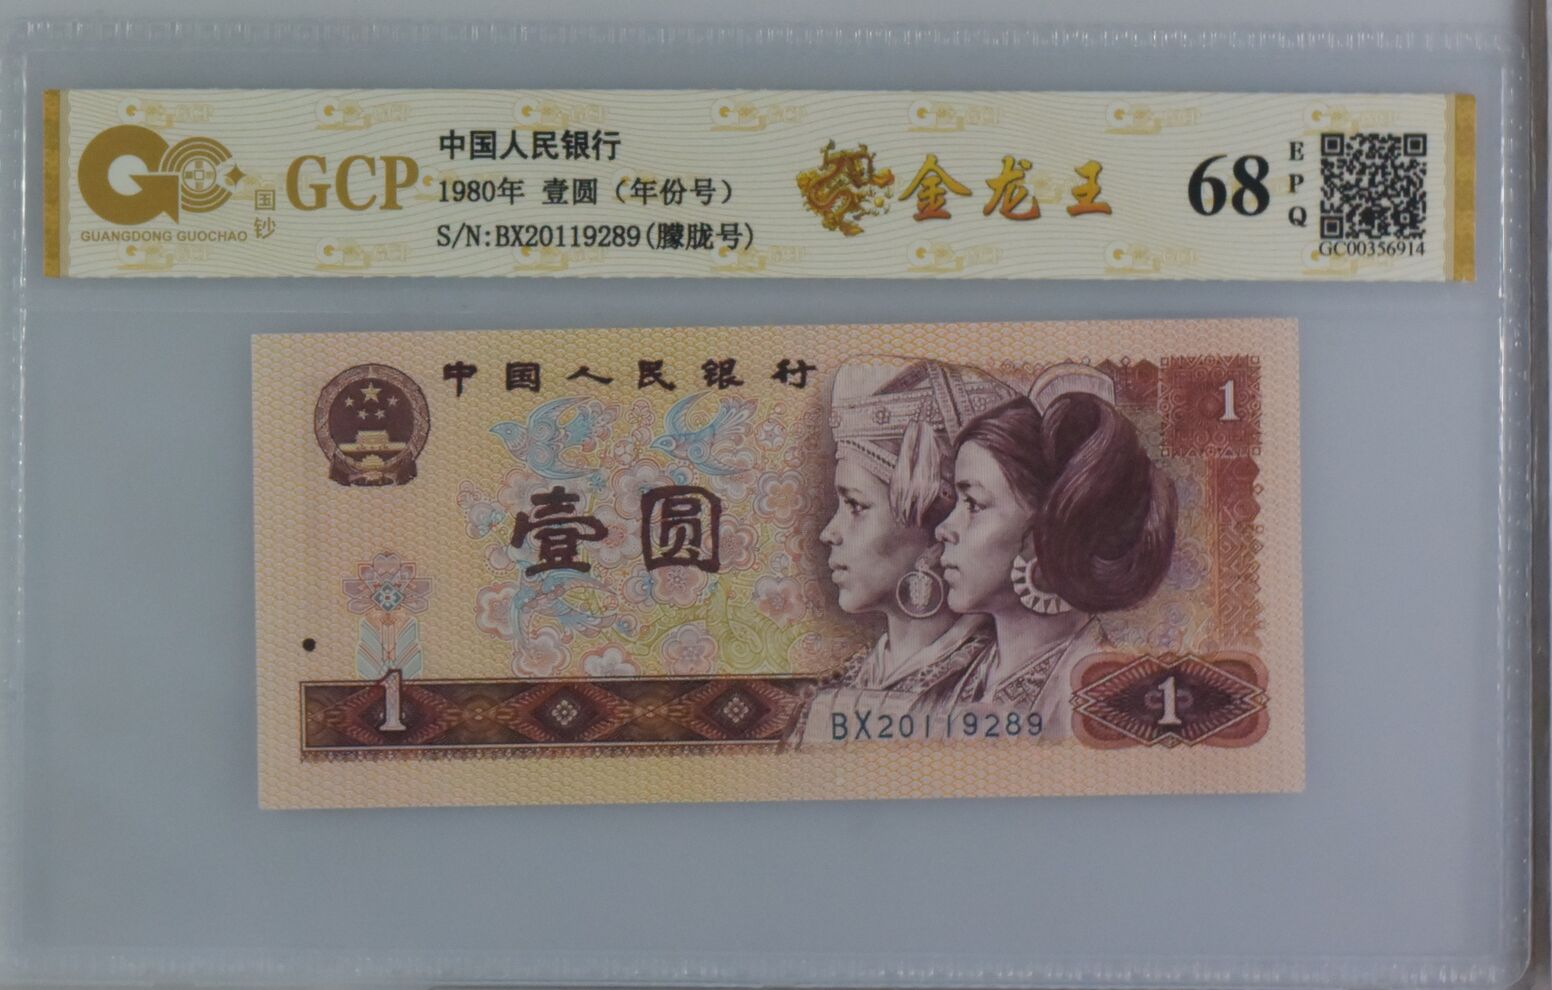 GCP
国钞
GUANGDONG GUOCHAO
中国人民银行
1980年 壹圆（年份号）
S/N:BX20119289(朦胧号)
金龙王
68
EPQ
GC00356914
中国人民银行
1
壹圆
1
BX20119289
1